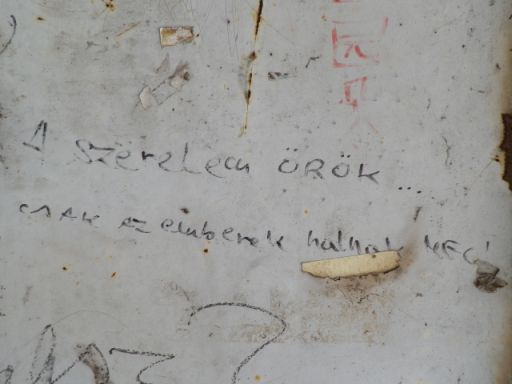 A szerelem ÖRÖK...
CSAK az emberek halnak MEG!